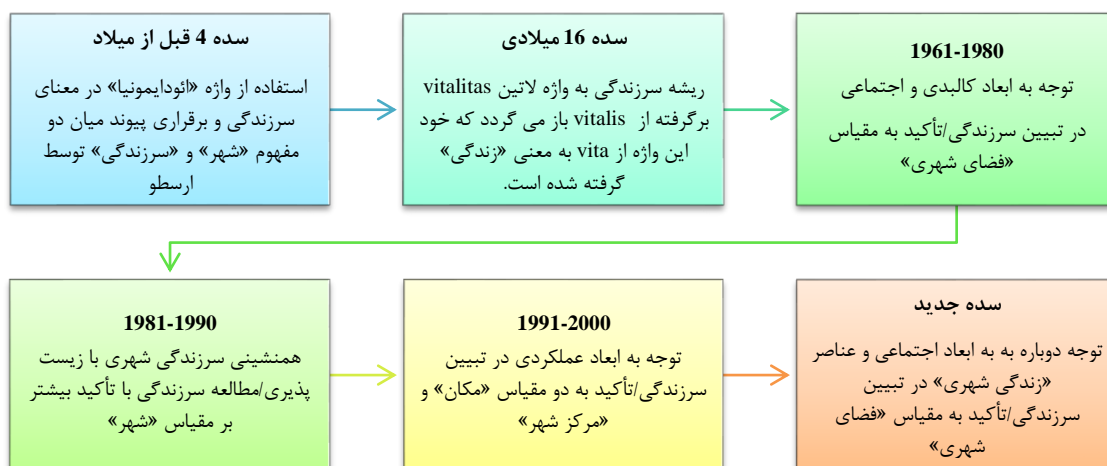 سده 4 قبل از میلاد
استفاده از واژه «ائودایمونیا» در معنای
سرزندگی و برقراری پیوند میان دو
مفهوم «شهر» و «سرزندگی» توسط
ارسطو
سده 16 میلادی
ریشه سرزندگی به واژه لاتین vitalitas
برگرفته از vitalis باز می گردد که خود
این واژه از vita به معنی «زندگی»
گرفته شده است.
1961-1980
توجه به ابعاد کالبدی و اجتماعی
در تبیین سرزندگی/تأکید به مقیاس
«فضای شهری»
1981-1990
همنشینی سرزندگی شهری با زیست
پذیری/مطالعه سرزندگی با تأکید بیشتر
بر مقیاس «شهر»
1991-2000
توجه به ابعاد عملکردی در تبیین
سرزندگی/تأکید به دو مقیاس «مکان» و
«مرکز شهر»
سده جدید
توجه دوباره به به ابعاد اجتماعی و عناصر
«زندگی شهری» در تبیین
سرزندگی/تأکید به مقیاس «فضای
شهری»